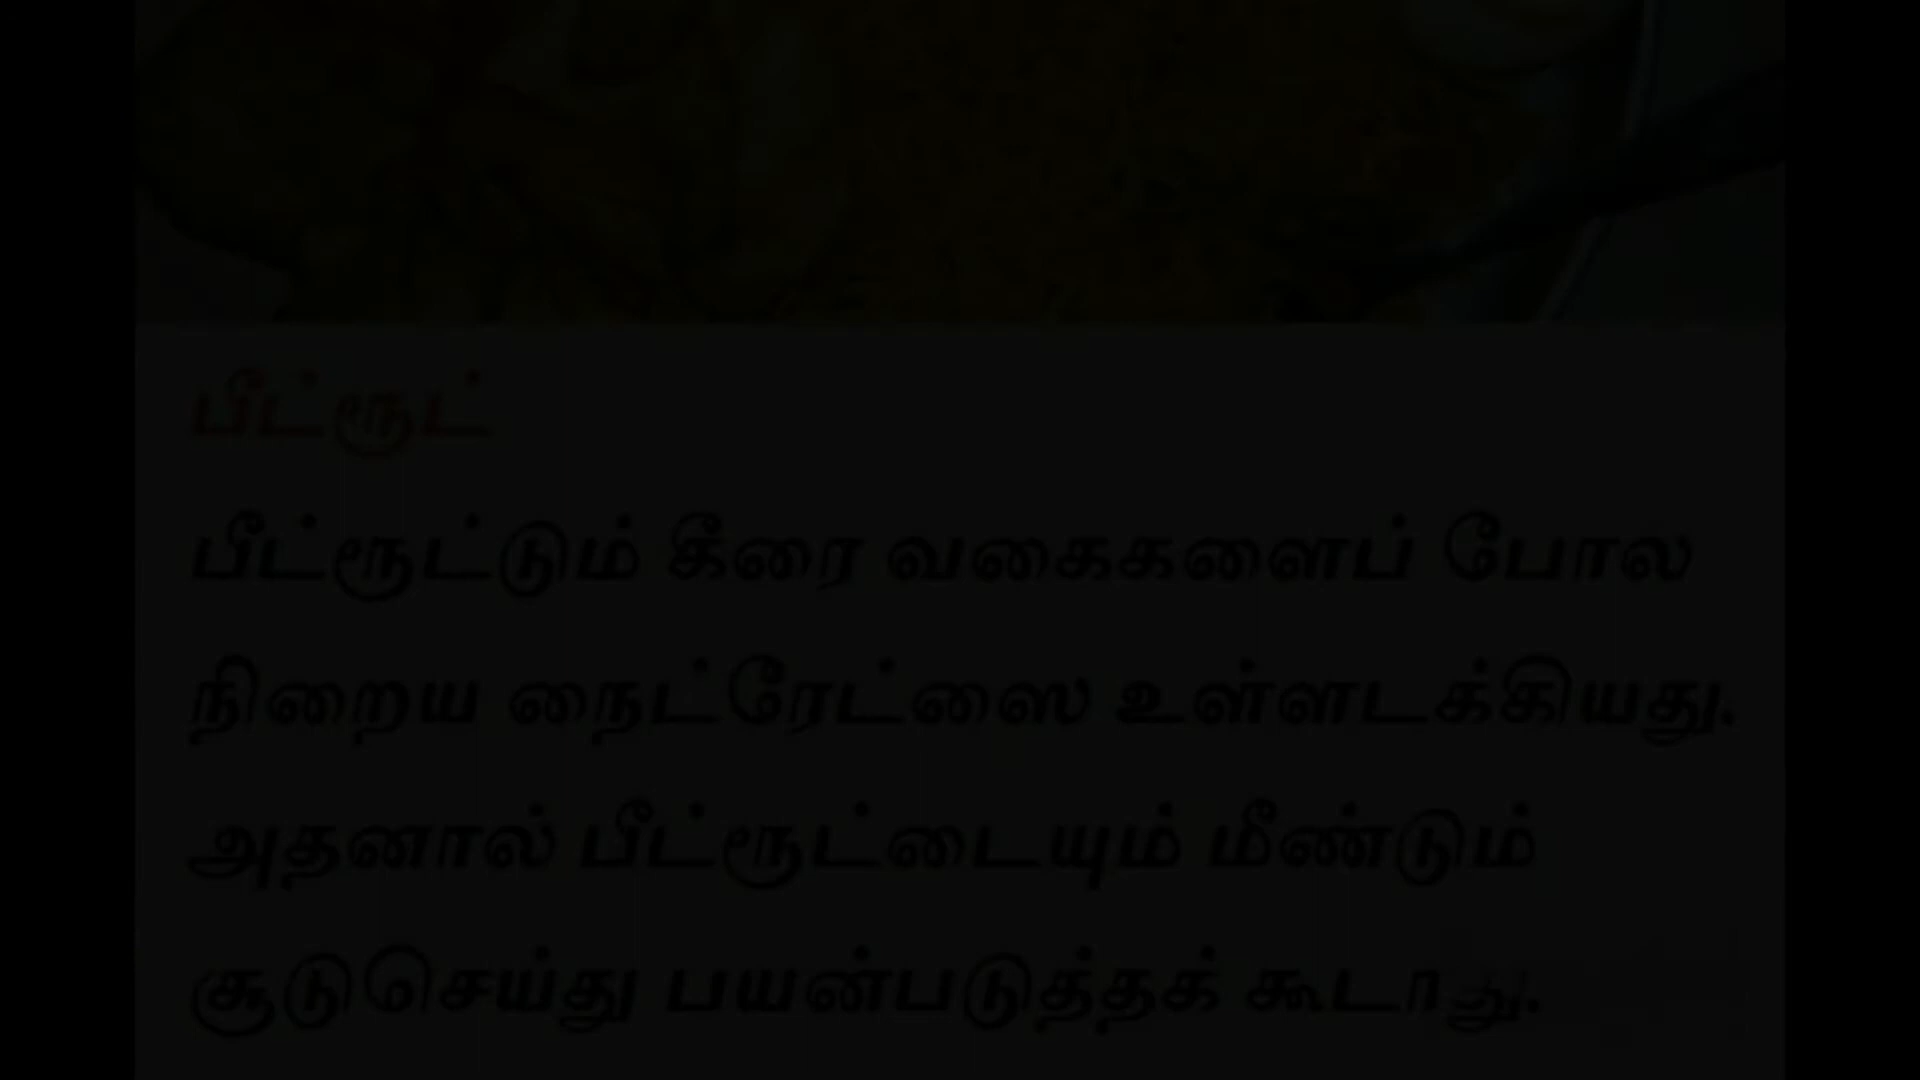 பீட்ரூட்
பீட்ரூட்டும் கீரை வகைகளைப் போல
நிறைய நைட்ரேட்ஸை உள்ளடக்கியது.
அதனால் பீட்ரூட்டையும் மீண்டும்
சூடுசெய்து பயன்படுத்தக் கூடாது.